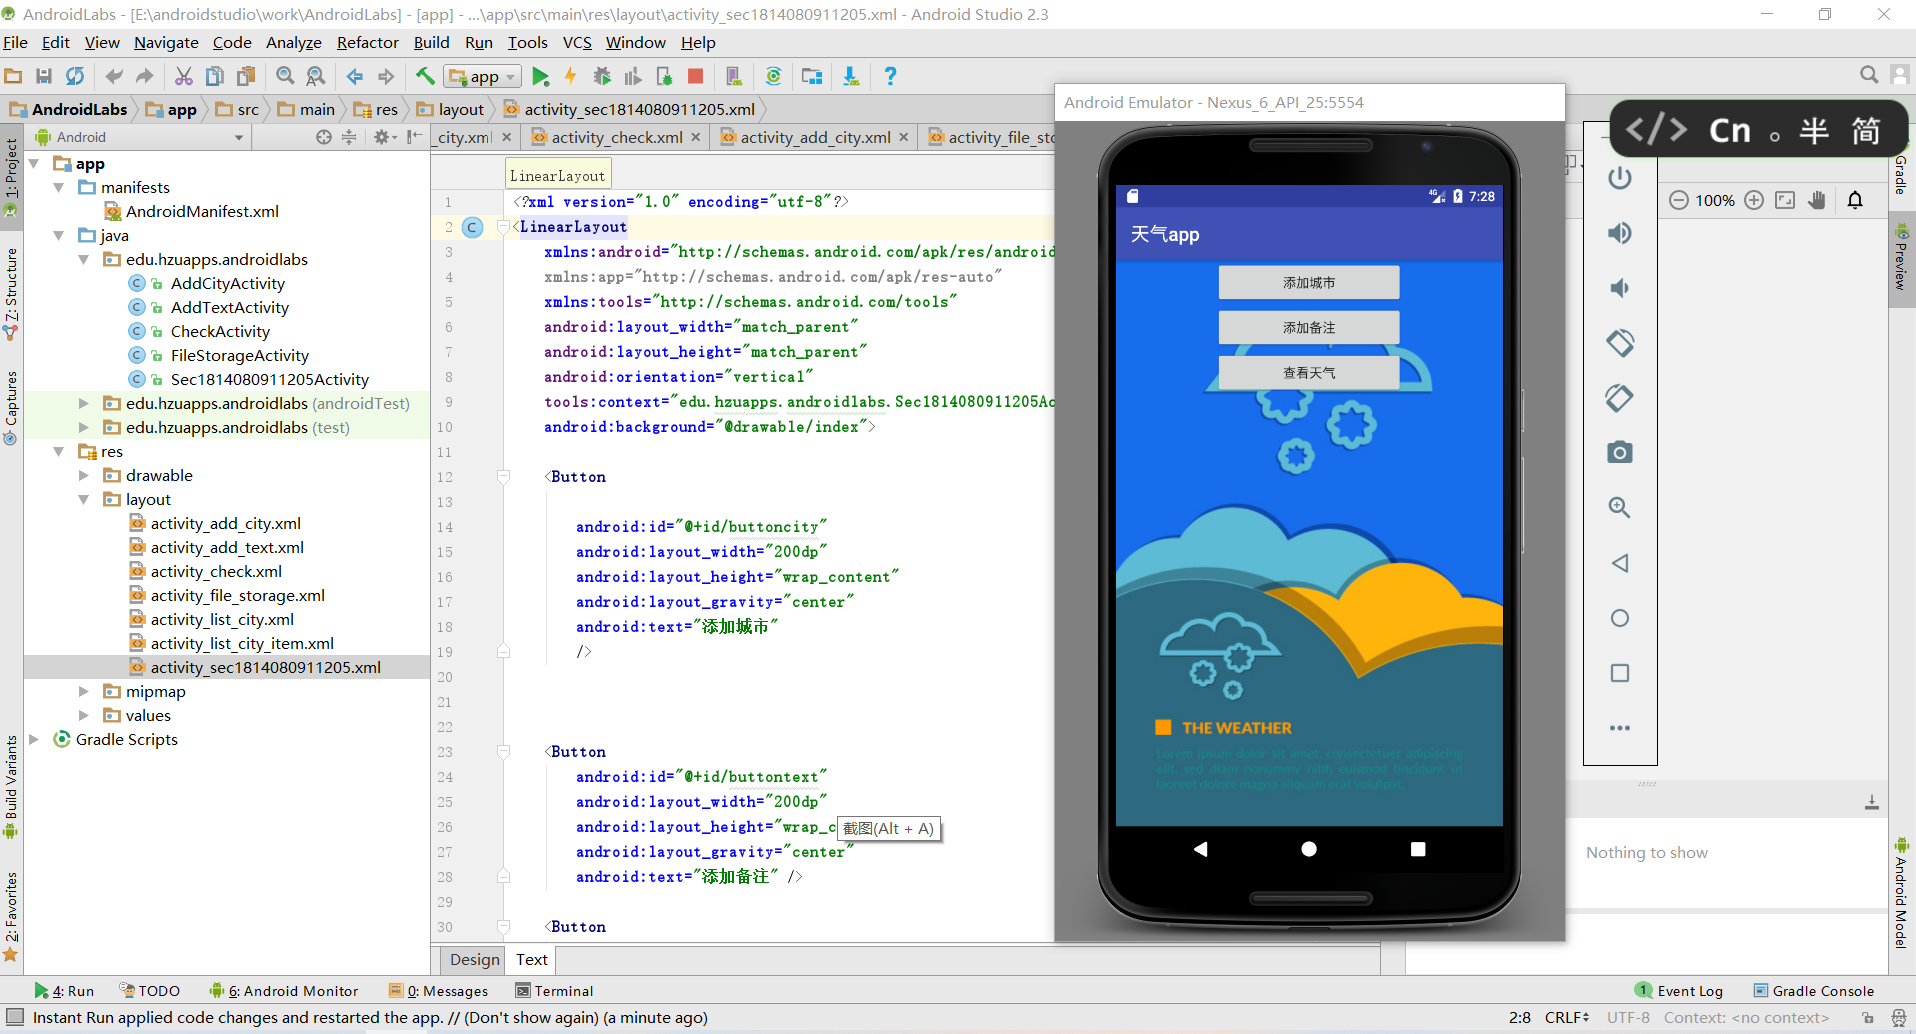 AndroidLabs - [E:\androidstudio\work\AndroidLabs] - [app] - ...\app\src\main\res\layout\activity_sec1814080911205.xml - Android Studio 2.3
File Edit View Navigate Code Analyze Refactor Build Run Tools VCS Window Help
app
AndroidLabs app src main res layout activity_sec1814080911205.xml
Android
_city.xml activity_check.xml activity_add_city.xml activity_file_sto
1: Project
Z: Structure
Captures
Build Variants
2: Favorites
app
manifests
AndroidManifest.xml
java
edu.hzuapps.androidlabs
AddCityActivity
AddTextActivity
CheckActivity
FileStorageActivity
Sec1814080911205Activity
edu.hzuapps.androidlabs (androidTest)
edu.hzuapps.androidlabs (test)
res
drawable
layout
activity_add_city.xml
activity_add_text.xml
activity_check.xml
activity_file_storage.xml
activity_list_city.xml
activity_list_city_item.xml
activity_sec1814080911205.xml
mipmap
values
Gradle Scripts
LinearLayout
1 <?xml version="1.0" encoding="utf-8"?>
2 <LinearLayout
3 xmlns:android="http://schemas.android.com/apk/res/android
4 xmlns:app="http://schemas.android.com/apk/res-auto"
5 xmlns:tools="http://schemas.android.com/tools"
6 android:layout_width="match_parent"
7 android:layout_height="match_parent"
8 android:orientation="vertical"
9 tools:context="edu.hzuapps.androidlabs.Sec1814080911205Ac
10 android:background="@drawable/index">
11
12 <Button
13
14 android:id="@+id/buttoncity"
15 android:layout_width="200dp"
16 android:layout_height="wrap_content"
17 android:layout_gravity="center"
18 android:text="添加城市"
19 />
20
21
22
23 <Button
24 android:id="@+id/buttontext"
25 android:layout_width="200dp"
26 android:layout_height="wrap_c
截图(Alt + A)
27 android:layout_gravity="center"
28 android:text="添加备注" />
29
30 <Button
Design Text
Android Emulator - Nexus_6_API_25:5554
4G 7:28
天气app
添加城市
添加备注
查看天气
THE WEATHER
Lorem ipsum dolor sit amet, consectetuer adipiscing
elit, sed diam nonummy nibh euismod tincidunt ut
laoreet dolore magna aliquam erat volutpat.
</> Cn 。 半 简
100%
Nothing to show
Gradle
Preview
Android Model
4: Run TODO 6: Android Monitor 0: Messages Terminal 1 Event Log Gradle Console
Instant Run applied code changes and restarted the app. // (Don't show again) (a minute ago) 2:8 CRLF UTF-8 Context: <no context>